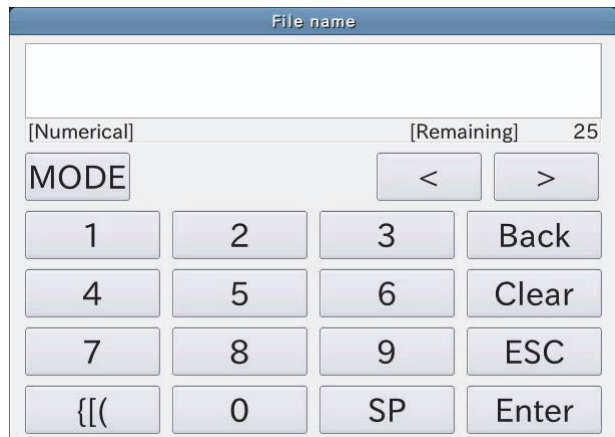 File name
[Numerical] [Remaining] 25
MODE < >
1 2 3 Back
4 5 6 Clear
7 8 9 ESC
{[( 0 SP Enter